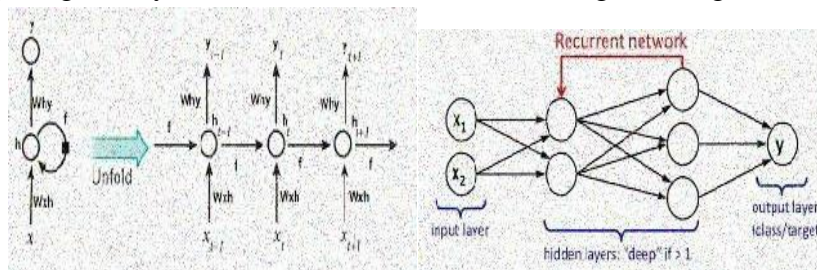 y
Why
f
h
Unfold
Wxh
x
y t-1
y t
y t+1
Why
Why
Why
f
h t-1
h t
h t+1
f
f
f
Wxh
Wxh
Wxh
x t-1
x t
x t+1
Recurrent network
x₁
x₂
y
input layer
hidden layers: "deep" if > 1
output layer
(class/target)